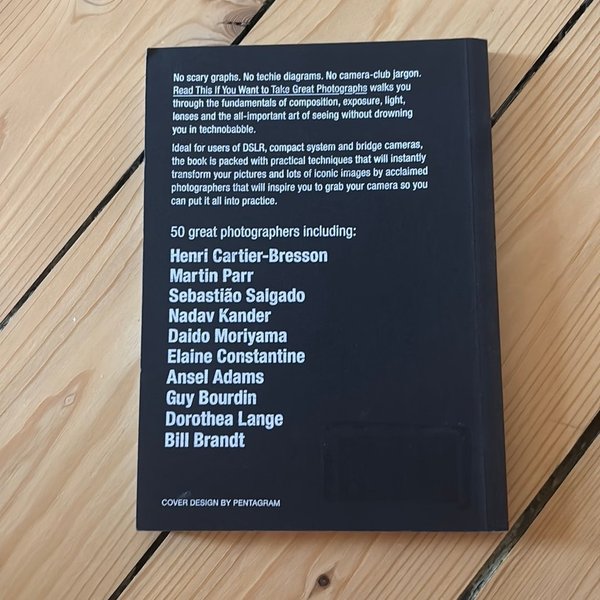 No scary graphs. No techie diagrams. No camera-club jargon.
Read This If You Want to Take Great Photographs walks you
through the fundamentals of composition, exposure, light,
lenses and the all-important art of seeing without drowning
you in technobabble.
Ideal for users of DSLR, compact system and bridge cameras,
the book is packed with practical techniques that will instantly
transform your pictures and lots of iconic images by acclaimed
photographers that will inspire you to grab your camera so you
can put it all into practice.
50 great photographers including:
Henri Cartier-Bresson
Martin Parr
Sebastião Salgado
Nadav Kander
Daido Moriyama
Elaine Constantine
Ansel Adams
Guy Bourdin
Dorothea Lange
Bill Brandt
COVER DESIGN BY PENTAGRAM